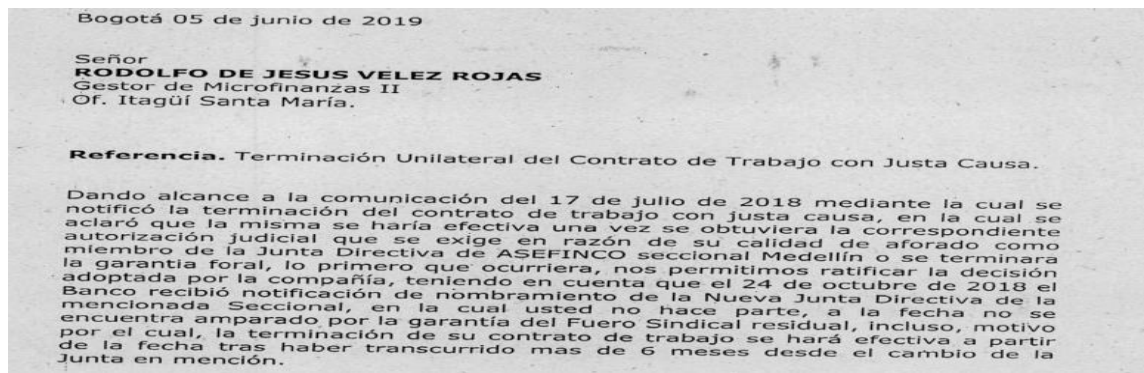 Bogotá 05 de junio de 2019
Señor
RODOLFO DE JESUS VELEZ ROJAS
Gestor de Microfinanzas II
Of. Itagüí Santa María.
Referencia. Terminación Unilateral del Contrato de Trabajo con Justa Causa.
Dando alcance a la comunicación del 17 de julio de 2018 mediante la cual se
notificó la terminación del contrato de trabajo con justa causa, en la cual se
aclaró que la misma se haría efectiva una vez se obtuviera la correspondiente
autorización judicial que se exige en razón de su calidad de aforado como
miembro de la Junta Directiva de ASEFINCO seccional Medellín o se terminara
la garantia foral, lo primero que ocurriera, nos permitimos ratificar la decisión
adoptada por la compañía, teniendo en cuenta que el 24 de octubre de 2018 el
Banco recibió notificación de nombramiento de la Nueva Junta Directiva de la
mencionada Seccional, en la cual usted no hace parte, a la fecha no se
encuentra amparado por la garantía del Fuero Sindical residual, incluso, motivo
por el cual, la terminación de su contrato de trabajo se hará efectiva a partir
de la fecha tras haber transcurrido mas de 6 meses desde el cambio de la
Junta en mención.